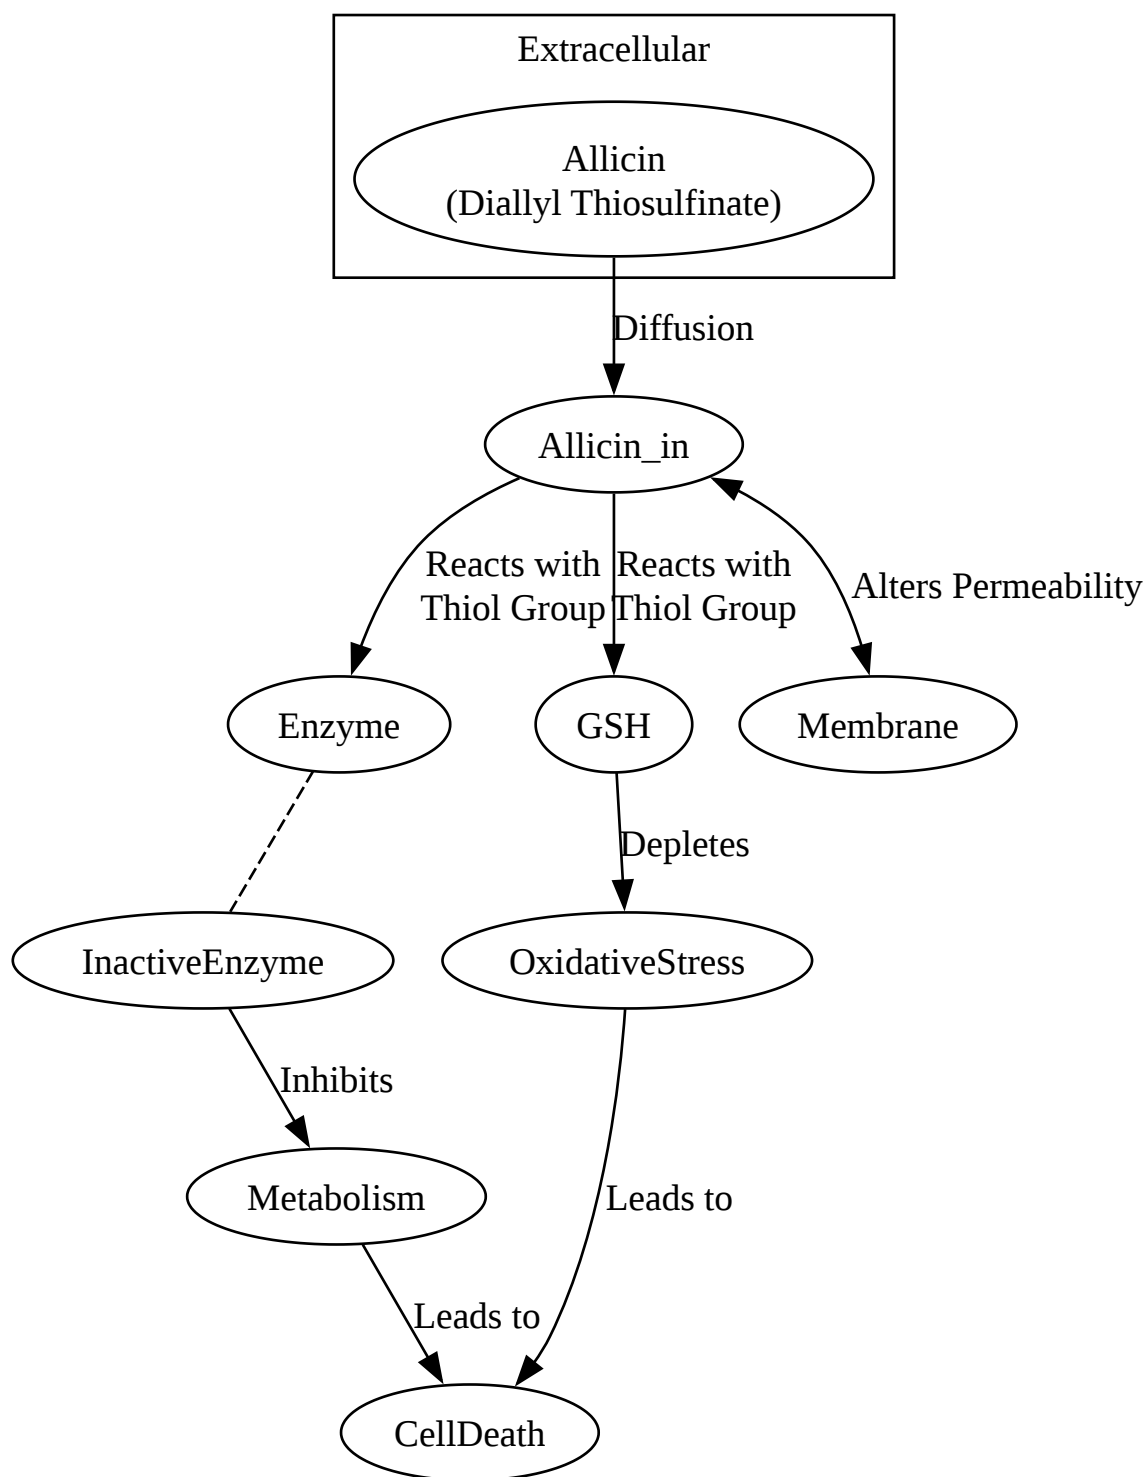 Extracellular
Allicin
(Diallyl Thiosulfinate)
Diffusion
Allicin_in
Reacts with
Thiol Group
Reacts with
Thiol Group
Alters Permeability
Enzyme
GSH
Membrane
Depletes
InactiveEnzyme
OxidativeStress
Inhibits
Metabolism
Leads to
Leads to
CellDeath